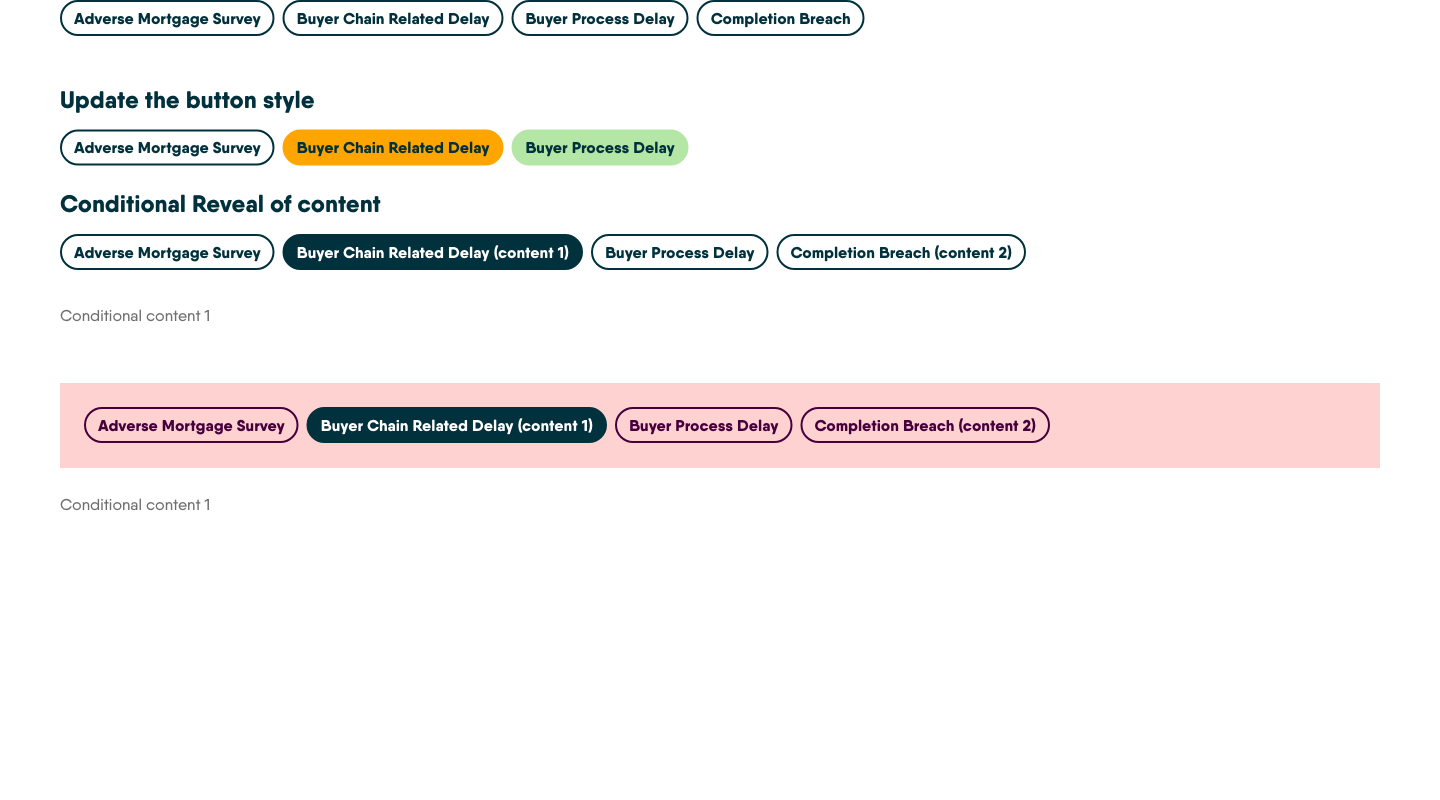 Adverse Mortgage Survey Buyer Chain Related Delay Buyer Process Delay Completion Breach
Update the button style
Adverse Mortgage Survey Buyer Chain Related Delay Buyer Process Delay
Conditional Reveal of content
Adverse Mortgage Survey Buyer Chain Related Delay (content 1) Buyer Process Delay Completion Breach (content 2)
Conditional content 1
Adverse Mortgage Survey Buyer Chain Related Delay (content 1) Buyer Process Delay Completion Breach (content 2)
Conditional content 1